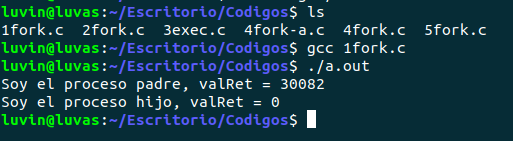 luvin@luvas:~/Escritorio/Codigos$ ls
1fork.c 2fork.c 3exec.c 4fork-a.c 4fork.c 5fork.c
luvin@luvas:~/Escritorio/Codigos$ gcc 1fork.c
luvin@luvas:~/Escritorio/Codigos$ ./a.out
Soy el proceso padre, valRet = 30082
Soy el proceso hijo, valRet = 0
luvin@luvas:~/Escritorio/Codigos$